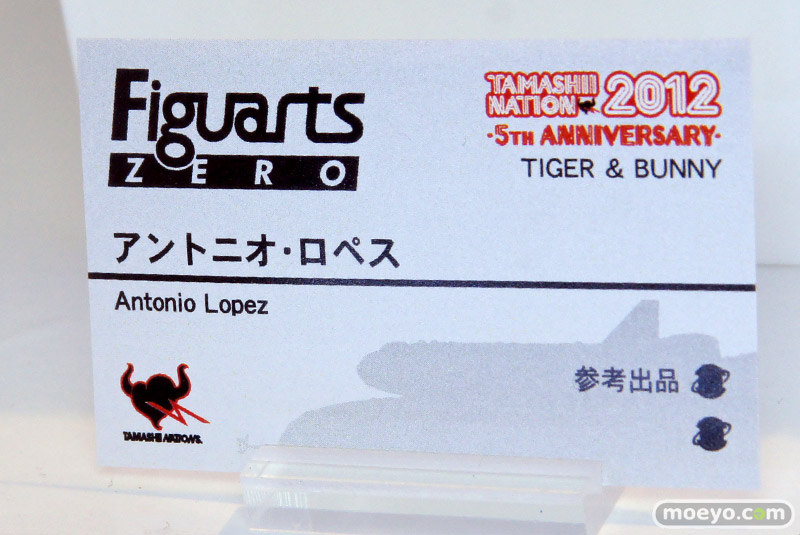 Figuarts
ZERO
TAMASHII
NATION 2012
·5TH ANNIVERSARY·
TIGER & BUNNY
アントニオ・ロペス
Antonio Lopez
参考出品
TAMASHII NATIONS.
moeyo.com